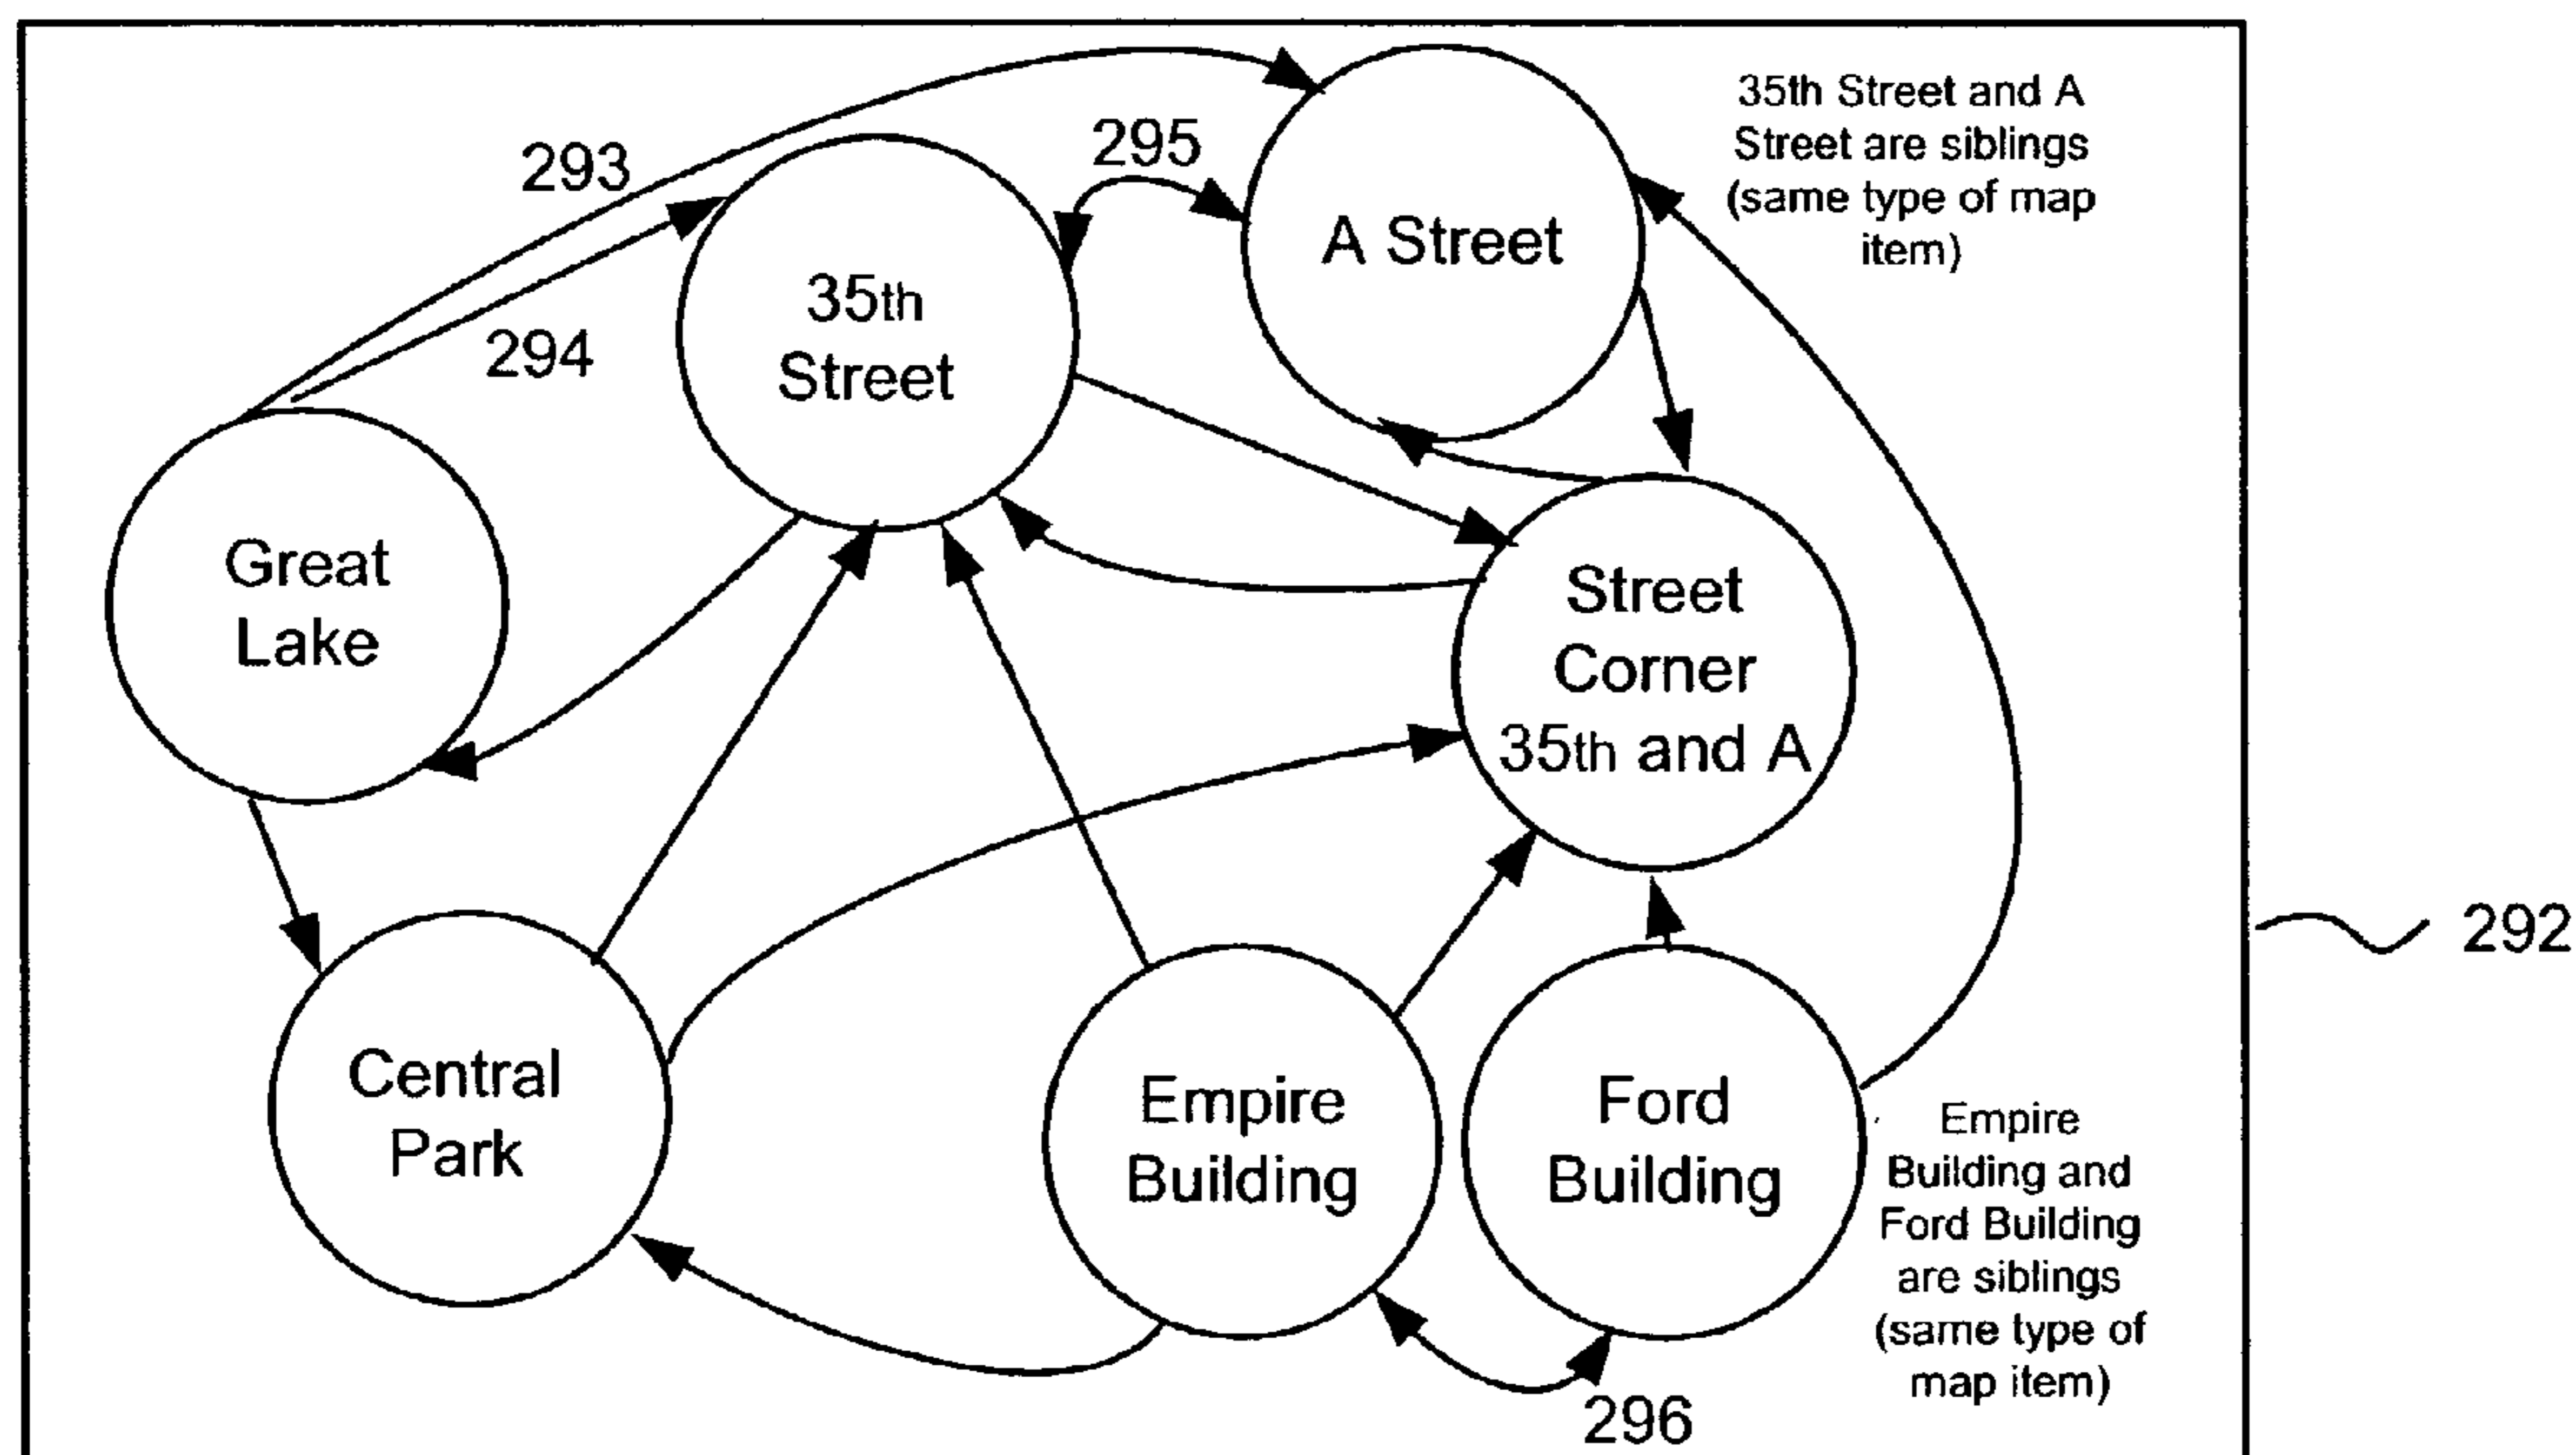 293
294
295
35th
Street
A Street
35th Street and A
Street are siblings
(same type of map
item)
Great
Lake
Street
Corner
35th and A
292
Central
Park
Empire
Building
Ford
Building
Empire
Building and
Ford Building
are siblings
(same type of
map item)
296